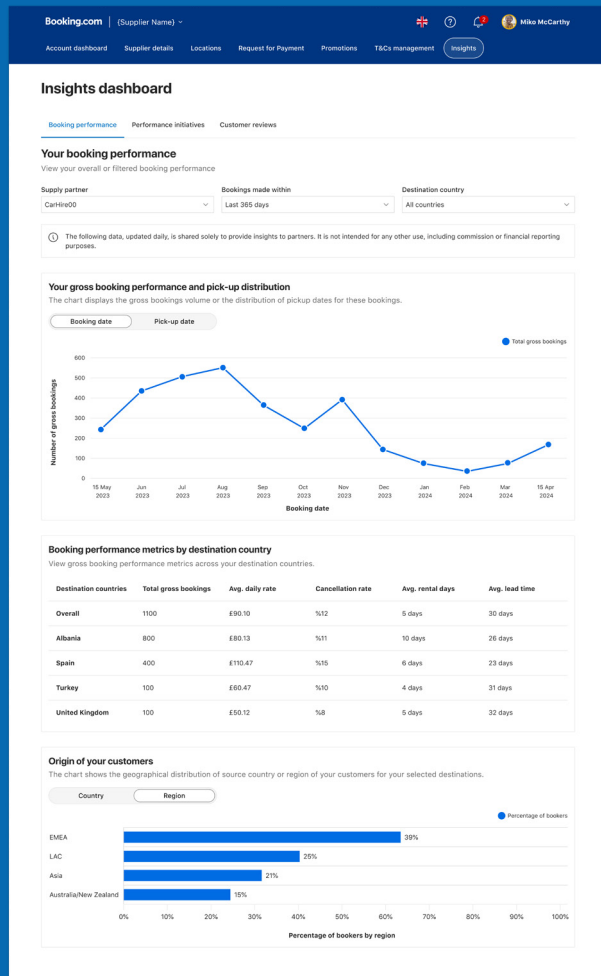 Booking.com | {Supplier Name}
2
Miko McCarthy
Account dashboard Supplier details Locations Request for Payment Promotions T&Cs management Insights
Insights dashboard
Booking performance Performance initiatives Customer reviews
Your booking performance
View your overall or filtered booking performance
Supply partner Bookings made within Destination country
CarHire00 Last 365 days All countries
The following data, updated daily, is shared solely to provide insights to partners. It is not intended for any other use, including commission or financial reporting
purposes.
Your gross booking performance and pick-up distribution
The chart displays the gross bookings volume or the distribution of pickup dates for these bookings.
Booking date Pick-up date
Total gross bookings
Number of gross bookings
600
500
400
300
200
100
0
15 May Jun Jul Aug Sep Oct Nov Dec Jan Feb Mar 15 Apr
2023 2023 2023 2023 2023 2023 2023 2023 2024 2024 2024 2024
Booking date
Booking performance metrics by destination country
View gross booking performance metrics across your destination countries.
Destination countries Total gross bookings Avg. daily rate Cancellation rate Avg. rental days Avg. lead time
Overall 1100 £90.10 %12 5 days 30 days
Albania 800 £80.13 %11 10 days 26 days
Spain 400 £110.47 %15 6 days 23 days
Turkey 100 £60.47 %10 4 days 31 days
United Kingdom 100 £50.12 %8 5 days 32 days
Origin of your customers
The chart shows the geographical distribution of source country or region of your customers for your selected destinations.
Country Region
Percentage of bookers
EMEA 39%
LAC 25%
Asia 21%
Australia/New Zealand 15%
0% 10% 20% 30% 40% 50% 60% 70% 80% 90% 100%
Percentage of bookers by region